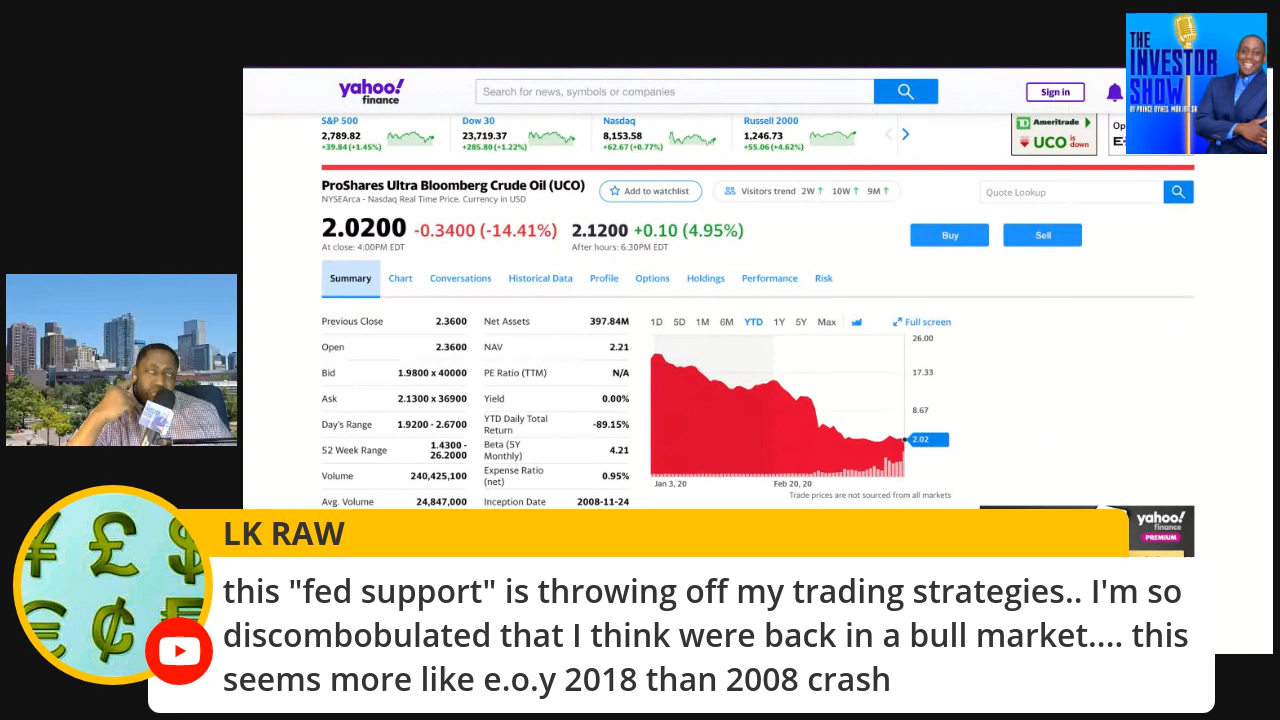 THE
INVESTOR
SHOW
BY PRINCE DYKES, MBA, IAR, EA
yahoo!
finance
Search for news, symbols or companies
Sign in
S&P 500
2,789.82
+39.84 (+1.45%)
Dow 30
23,719.37
+285.80 (+1.22%)
Nasdaq
8,153.58
+62.67 (+0.77%)
Russell 2000
1,246.73
+55.06 (+4.62%)
Ameritrade
UCO is down
Op
E
ProShares Ultra Bloomberg Crude Oil (UCO)
NYSEArca - Nasdaq Real Time Price. Currency in USD
Add to watchlist
Visitors trend 2W ↑ 10W ↑ 9M ↑
Quote Lookup
2.0200 -0.3400 (-14.41%)
At close: 4:00PM EDT
2.1200 +0.10 (4.95%)
After hours: 6:30PM EDT
Buy
Sell
Summary Chart Conversations Historical Data Profile Options Holdings Performance Risk
Previous Close 2.3600
Open 2.3600
Bid 1.9800 x 40000
Ask 2.1300 x 36900
Day's Range 1.9200 - 2.6700
52 Week Range 1.4300 - 26.2000
Volume 240,425,100
Avg. Volume 24,847,000
Net Assets 397.84M
NAV 2.21
PE Ratio (TTM) N/A
Yield 0.00%
YTD Daily Total Return -89.15%
Beta (5Y Monthly) 4.21
Expense Ratio (net) 0.95%
Inception Date 2008-11-24
1D 5D 1M 6M YTD 1Y 5Y Max
Full screen
26.00
17.33
8.67
2.02
Jan 3, 20 Feb 20, 20
Trade prices are not sourced from all markets
yahoo!
finance
PREMIUM
LK RAW
this "fed support" is throwing off my trading strategies.. I'm so
discombobulated that I think were back in a bull market.... this
seems more like e.o.y 2018 than 2008 crash